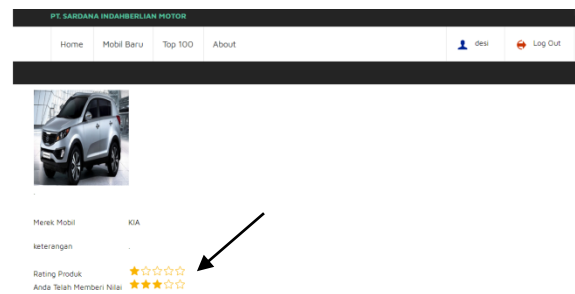 PT. SARDANA INDAHBERLIAN MOTOR
Home Mobil Baru Top 100 About desi Log Out
.
Merek Mobil KIA
keterangan .
Rating Produk
Anda Telah Memberi Nilai